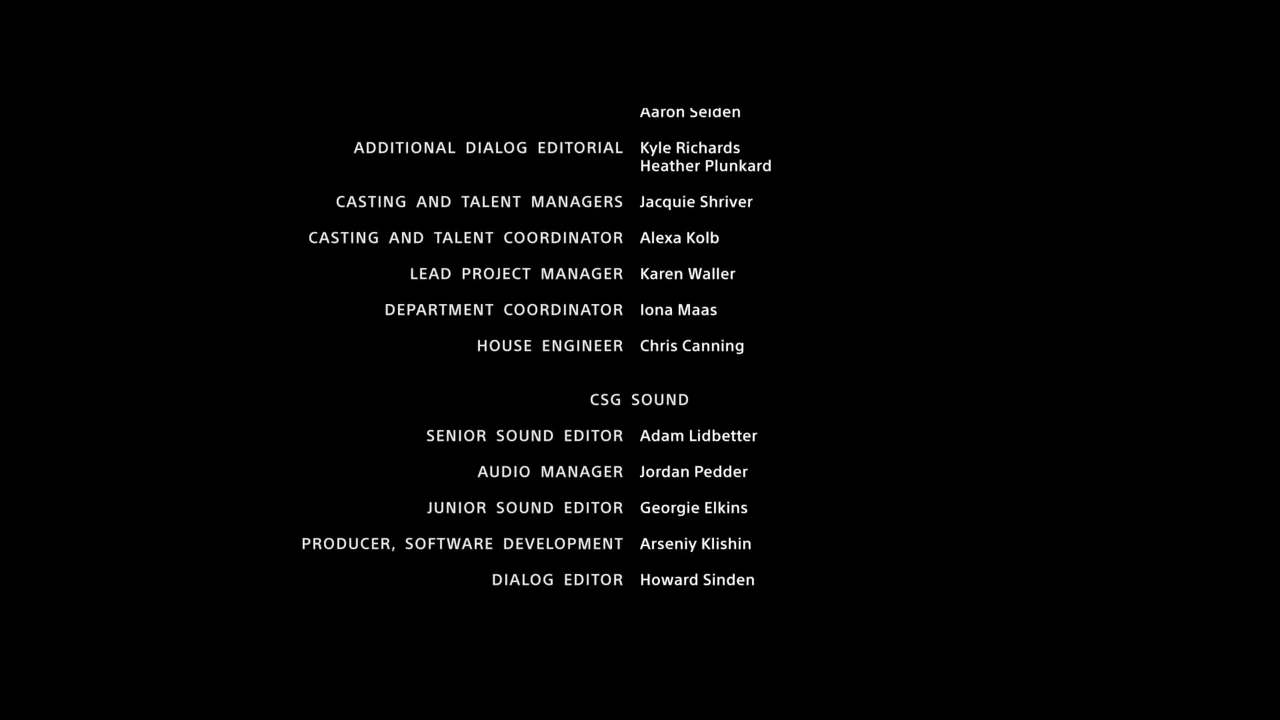 Aaron Seiden
ADDITIONAL DIALOG EDITORIAL Kyle Richards
Heather Plunkard
CASTING AND TALENT MANAGERS Jacquie Shriver
CASTING AND TALENT COORDINATOR Alexa Kolb
LEAD PROJECT MANAGER Karen Waller
DEPARTMENT COORDINATOR Iona Maas
HOUSE ENGINEER Chris Canning
CSG SOUND
SENIOR SOUND EDITOR Adam Lidbetter
AUDIO MANAGER Jordan Pedder
JUNIOR SOUND EDITOR Georgie Elkins
PRODUCER, SOFTWARE DEVELOPMENT Arseniy Klishin
DIALOG EDITOR Howard Sinden